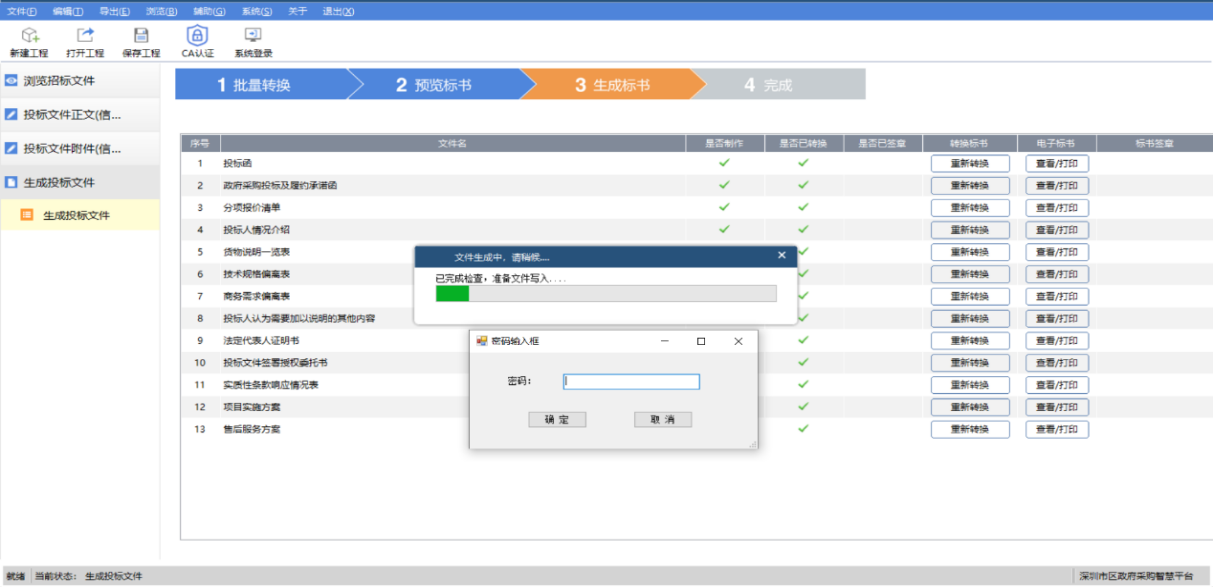 文件(F) 编辑(T) 导出(E) 浏览(B) 辅助(G) 系统(S) 关于 退出(X)
新建工程 打开工程 保存工程 CA认证 系统登录
浏览招标文件
投标文件正文(信...
投标文件附件(信...
生成投标文件
生成投标文件
1 批量转换 2 预览标书 3 生成标书 4 完成
序号 文件名 是否制作 是否已转换 是否已签章 转换标书 电子标书 标书签章
1 投标函 重新转换 查看/打印
2 政府采购投标及履约承诺函 重新转换 查看/打印
3 分项报价清单 重新转换 查看/打印
4 投标人情况介绍 重新转换 查看/打印
5 货物说明一览表 重新转换 查看/打印
6 技术规格偏离表 重新转换 查看/打印
7 商务需求偏离表 重新转换 查看/打印
8 投标人认为需要加以说明的其他内容 重新转换 查看/打印
9 法定代表人证明书 重新转换 查看/打印
10 投标文件签署授权委托书 重新转换 查看/打印
11 实质性条款响应情况表 重新转换 查看/打印
12 项目实施方案 重新转换 查看/打印
13 售后服务方案 重新转换 查看/打印
文件生成中，请稍候....
已完成检查，准备文件写入....
密码输入框
密码：
确 定 取 消
就绪 当前状态： 生成投标文件 深圳市区政府采购智慧平台